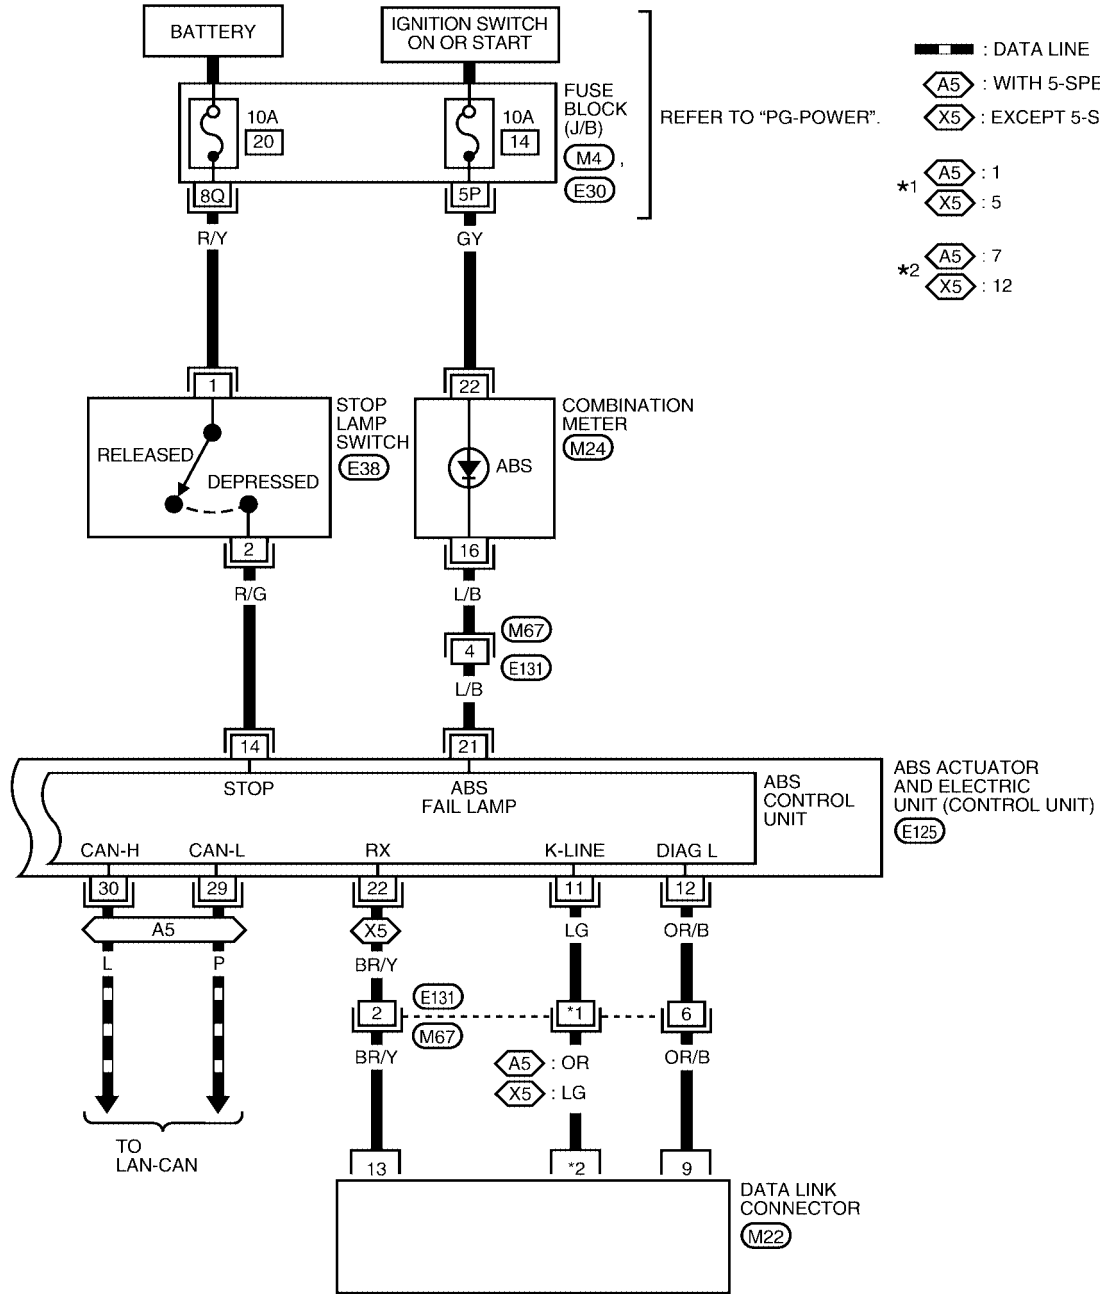 BATTERY
IGNITION SWITCH
ON OR START
10A
20
10A
14
FUSE
BLOCK
(J/B)
M4 ,
E30
REFER TO "PG-POWER".
: DATA LINE
A5 : WITH 5-SPE
X5 : EXCEPT 5-S
*1
A5 : 1
X5 : 5
*2
A5 : 7
X5 : 12
8Q
5P
R/Y
GY
1
22
RELEASED
DEPRESSED
STOP
LAMP
SWITCH
E38
ABS
COMBINATION
METER
M24
2
16
R/G
L/B
M67
4
E131
L/B
14
21
STOP
ABS
FAIL LAMP
ABS
CONTROL
UNIT
ABS ACTUATOR
AND ELECTRIC
UNIT (CONTROL UNIT)
E125
CAN-H
CAN-L
RX
K-LINE
DIAG L
30
29
22
11
12
A5
X5
LG
OR/B
L
P
BR/Y
E131
2
*1
6
M67
BR/Y
A5 : OR
X5 : LG
OR/B
TO
LAN-CAN
13
*2
9
DATA LINK
CONNECTOR
M22